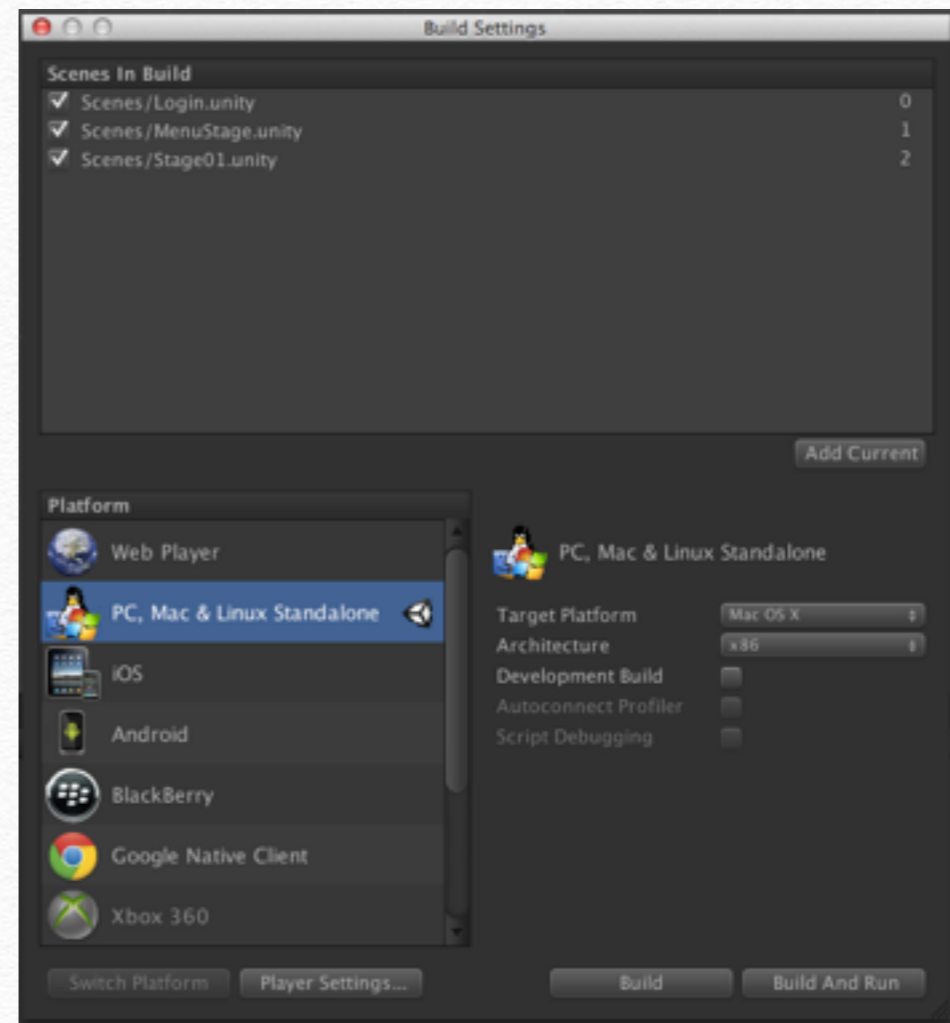 Build Settings
Scenes In Build
Scenes/Login.unity 0
Scenes/MenuStage.unity 1
Scenes/Stage01.unity 2
Add Current
Platform
Web Player
PC, Mac & Linux Standalone
iOS
Android
BlackBerry
Google Native Client
Xbox 360
PC, Mac & Linux Standalone
Target Platform Mac OS X
Architecture x86
Development Build
Autoconnect Profiler
Script Debugging
Switch Platform Player Settings... Build Build And Run